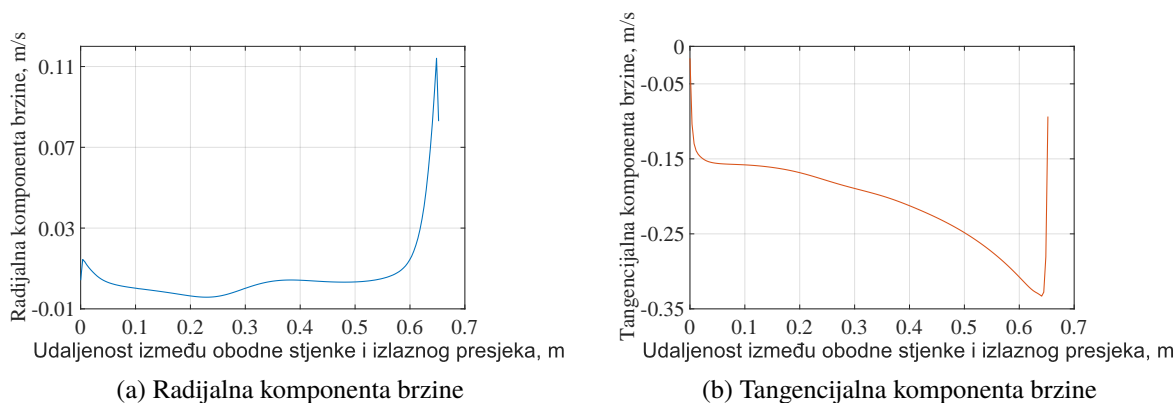 Radijalna komponenta brzine, m/s
0.11
0.07
0.03
-0.01
0 0.1 0.2 0.3 0.4 0.5 0.6 0.7
Udaljenost između obodne stjenke i izlaznog presjeka, m
(a) Radijalna komponenta brzine
Tangencijalna komponenta brzine, m/s
0
-0.05
-0.15
-0.25
-0.35
0 0.1 0.2 0.3 0.4 0.5 0.6 0.7
Udaljenost između obodne stjenke i izlaznog presjeka, m
(b) Tangencijalna komponenta brzine